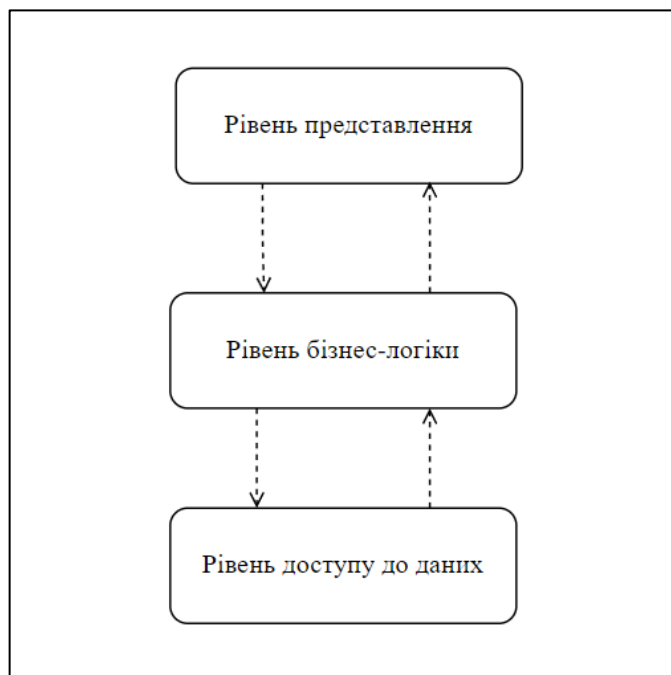 Рівень представлення
Рівень бізнес-логіки
Рівень доступу до даних